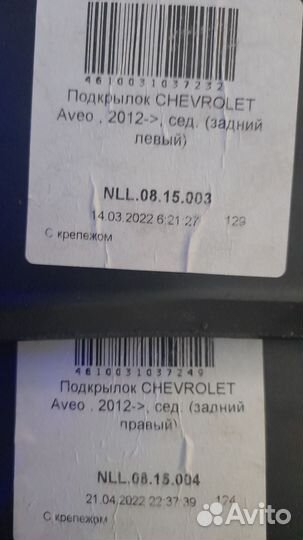 4610031037232
Подкрылок CHEVROLET
Aveo . 2012->, сед. (задний
левый)
NLL.08.15.003
14.03.2022 6:21:27 129
С крепежом
4610031037249
Подкрылок CHEVROLET
Aveo . 2012->, сед. (задний
правый)
NLL.08.15.004
21.04.2022 22:37:39 124
С крепежом
Avito